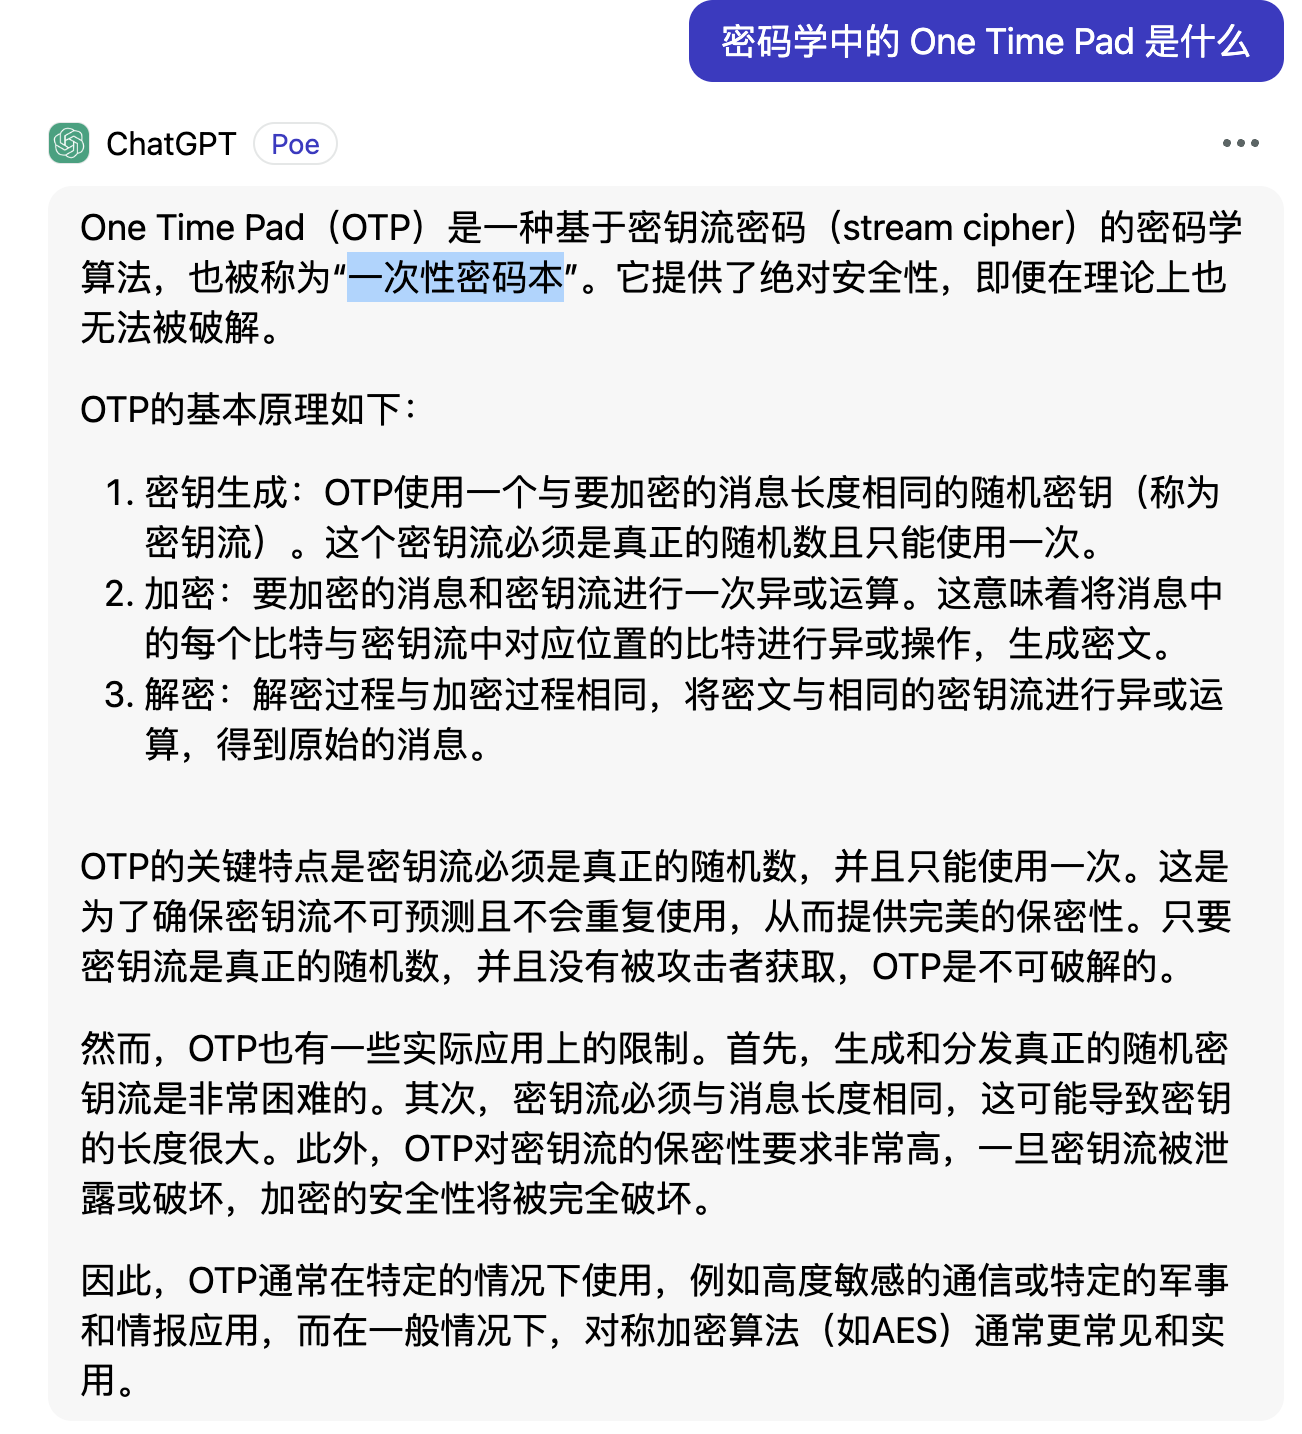 密码学中的 One Time Pad 是什么
ChatGPT Poe
One Time Pad（OTP）是一种基于密钥流密码（stream cipher）的密码学
算法，也被称为“一次性密码本”。它提供了绝对安全性，即便在理论上也
无法被破解。
OTP的基本原理如下：
1. 密钥生成：OTP使用一个与要加密的消息长度相同的随机密钥（称为
密钥流）。这个密钥流必须是真正的随机数且只能使用一次。
2. 加密：要加密的消息和密钥流进行一次异或运算。这意味着将消息中
的每个比特与密钥流中对应位置的比特进行异或操作，生成密文。
3. 解密：解密过程与加密过程相同，将密文与相同的密钥流进行异或运
算，得到原始的消息。
OTP的关键特点是密钥流必须是真正的随机数，并且只能使用一次。这是
为了确保密钥流不可预测且不会重复使用，从而提供完美的保密性。只要
密钥流是真正的随机数，并且没有被攻击者获取，OTP是不可破解的。
然而，OTP也有一些实际应用上的限制。首先，生成和分发真正的随机密
钥流是非常困难的。其次，密钥流必须与消息长度相同，这可能导致密钥
的长度很大。此外，OTP对密钥流的保密性要求非常高，一旦密钥流被泄
露或破坏，加密的安全性将被完全破坏。
因此，OTP通常在特定的情况下使用，例如高度敏感的通信或特定的军事
和情报应用，而在一般情况下，对称加密算法（如AES）通常更常见和实
用。